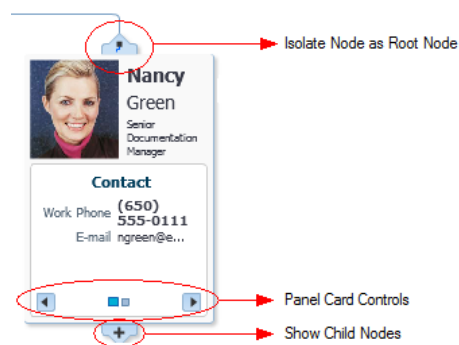 Isolate Node as Root Node
Nancy
Green
Senior
Documentation
Manager
Contact
Work Phone (650)
555-0111
E-mail ngreen@e...
Panel Card Controls
Show Child Nodes